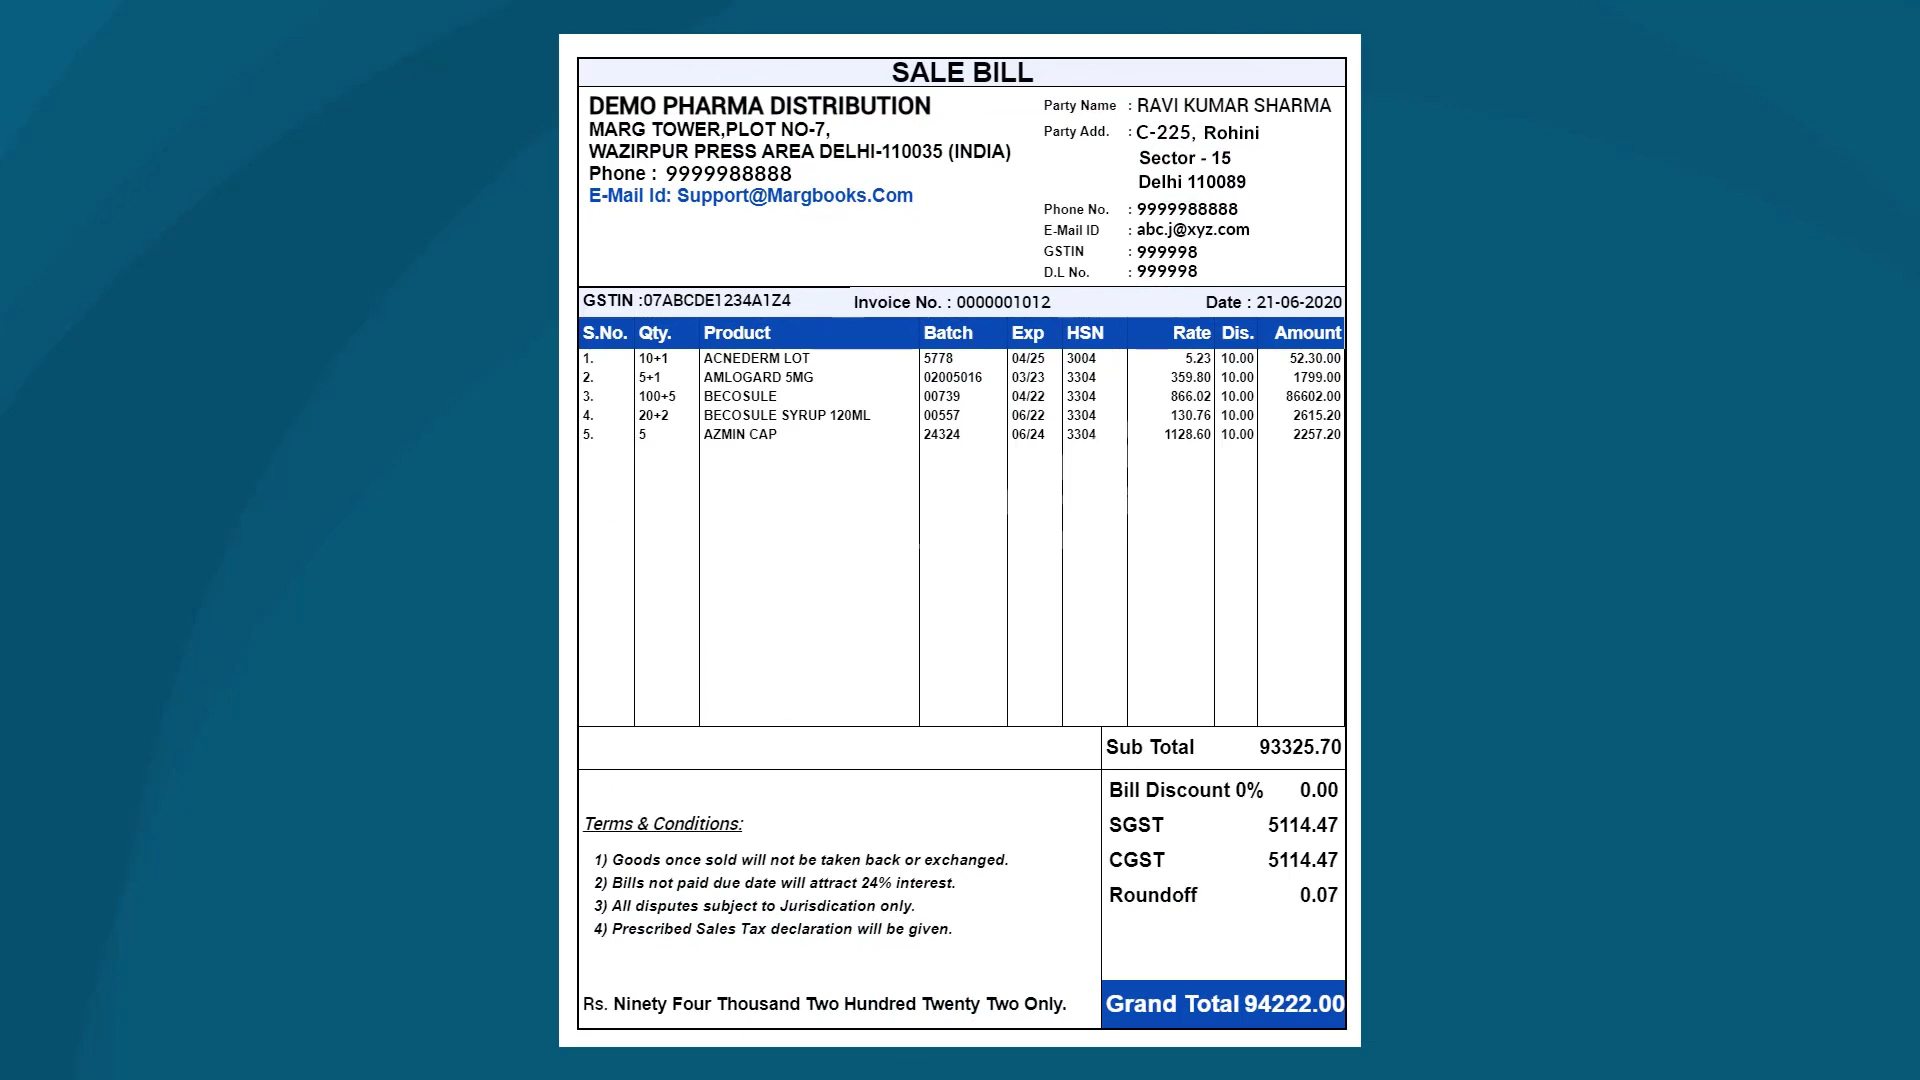 SALE BILL
DEMO PHARMA DISTRIBUTION
MARG TOWER,PLOT NO-7,
WAZIRPUR PRESS AREA DELHI-110035 (INDIA)
Phone : 9999988888
E-Mail Id: Support@Margbooks.Com
Party Name : RAVI KUMAR SHARMA
Party Add. : C-225, Rohini
Sector - 15
Delhi 110089
Phone No. : 9999988888
E-Mail ID : abc.j@xyz.com
GSTIN : 999998
D.L No. : 999998
GSTIN :07ABCDE1234A1Z4 Invoice No. : 0000001012 Date : 21-06-2020
S.No. Qty. Product Batch Exp HSN Rate Dis. Amount
1. 10+1 ACNEDERM LOT 5778 04/25 3004 5.23 10.00 52.30.00
2. 5+1 AMLOGARD 5MG 02005016 03/23 3304 359.80 10.00 1799.00
3. 100+5 BECOSULE 00739 04/22 3304 866.02 10.00 86602.00
4. 20+2 BECOSULE SYRUP 120ML 00557 06/22 3304 130.76 10.00 2615.20
5. 5 AZMIN CAP 24324 06/24 3304 1128.60 10.00 2257.20
Sub Total 93325.70
Bill Discount 0% 0.00
SGST 5114.47
CGST 5114.47
Roundoff 0.07
Terms & Conditions:
1) Goods once sold will not be taken back or exchanged.
2) Bills not paid due date will attract 24% interest.
3) All disputes subject to Jurisdication only.
4) Prescribed Sales Tax declaration will be given.
Rs. Ninety Four Thousand Two Hundred Twenty Two Only.
Grand Total 94222.00